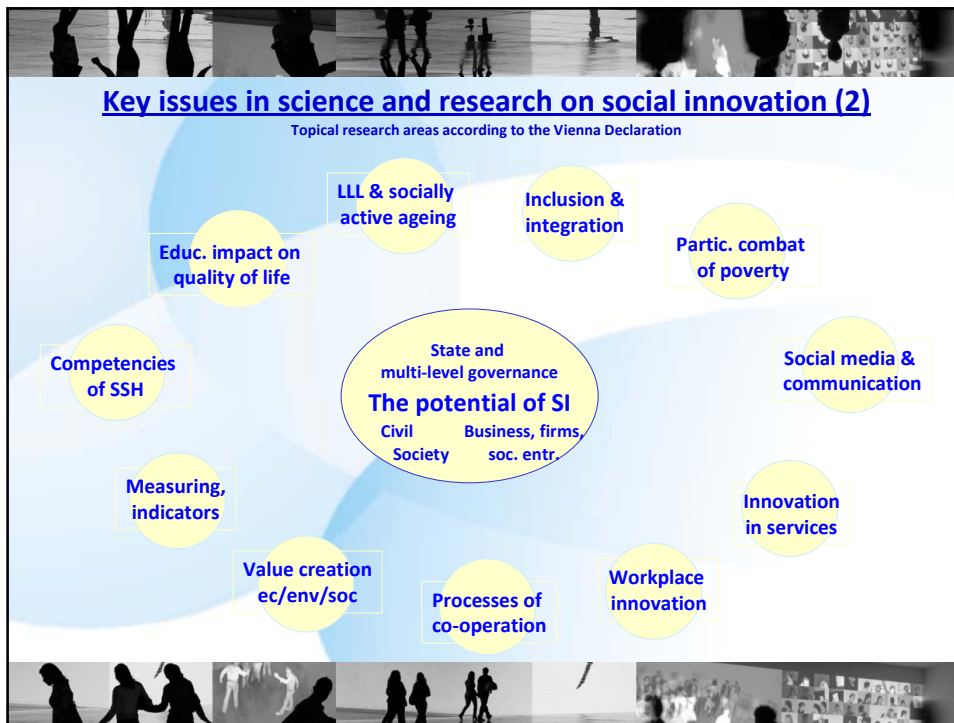 Key issues in science and research on social innovation (2)
Topical research areas according to the Vienna Declaration
LLL & socially
active ageing
Inclusion &
integration
Partic. combat
of poverty
Educ. impact on
quality of life
Social media &
communication
Competencies
of SSH
State and
multi-level governance
The potential of SI
Civil
Society
Business, firms,
soc. entr.
Measuring,
indicators
Innovation
in services
Value creation
ec/env/soc
Processes of
co-operation
Workplace
innovation